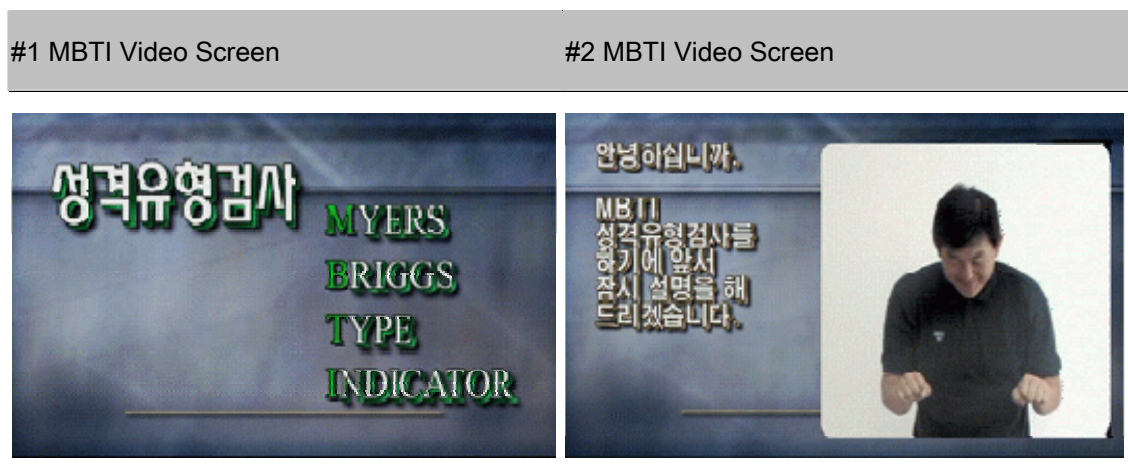 #1 MBTI Video Screen
#2 MBTI Video Screen
성격유형검사
MYERS
BRIGGS
TYPE
INDICATOR
안녕하십니까.
MBTI
성격유형검사를
하기에 앞서
잠시 설명을 해
드리겠습니다.